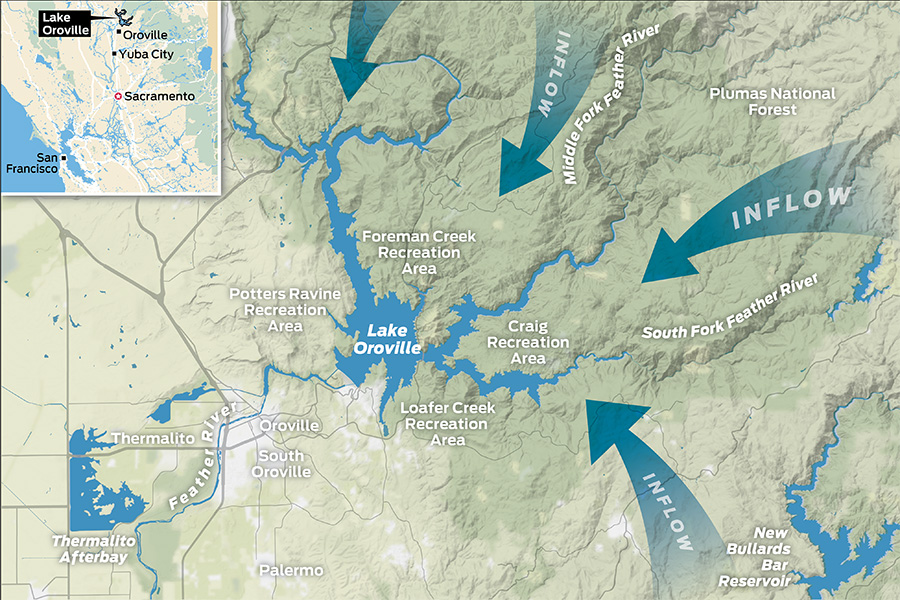 Lake
Oroville
Oroville
Yuba City
Sacramento
San
Francisco
INFLOW
Middle Fork Feather River
Plumas National
Forest
INFLOW
Foreman Creek
Recreation
Area
Potters Ravine
Recreation
Area
South Fork Feather River
Lake
Oroville
Craig
Recreation
Area
Loafer Creek
Recreation
Area
Thermalito
Feather River
Oroville
South
Oroville
INFLOW
Thermalito
Afterbay
New
Bullards
Bar
Reservoir
Palermo